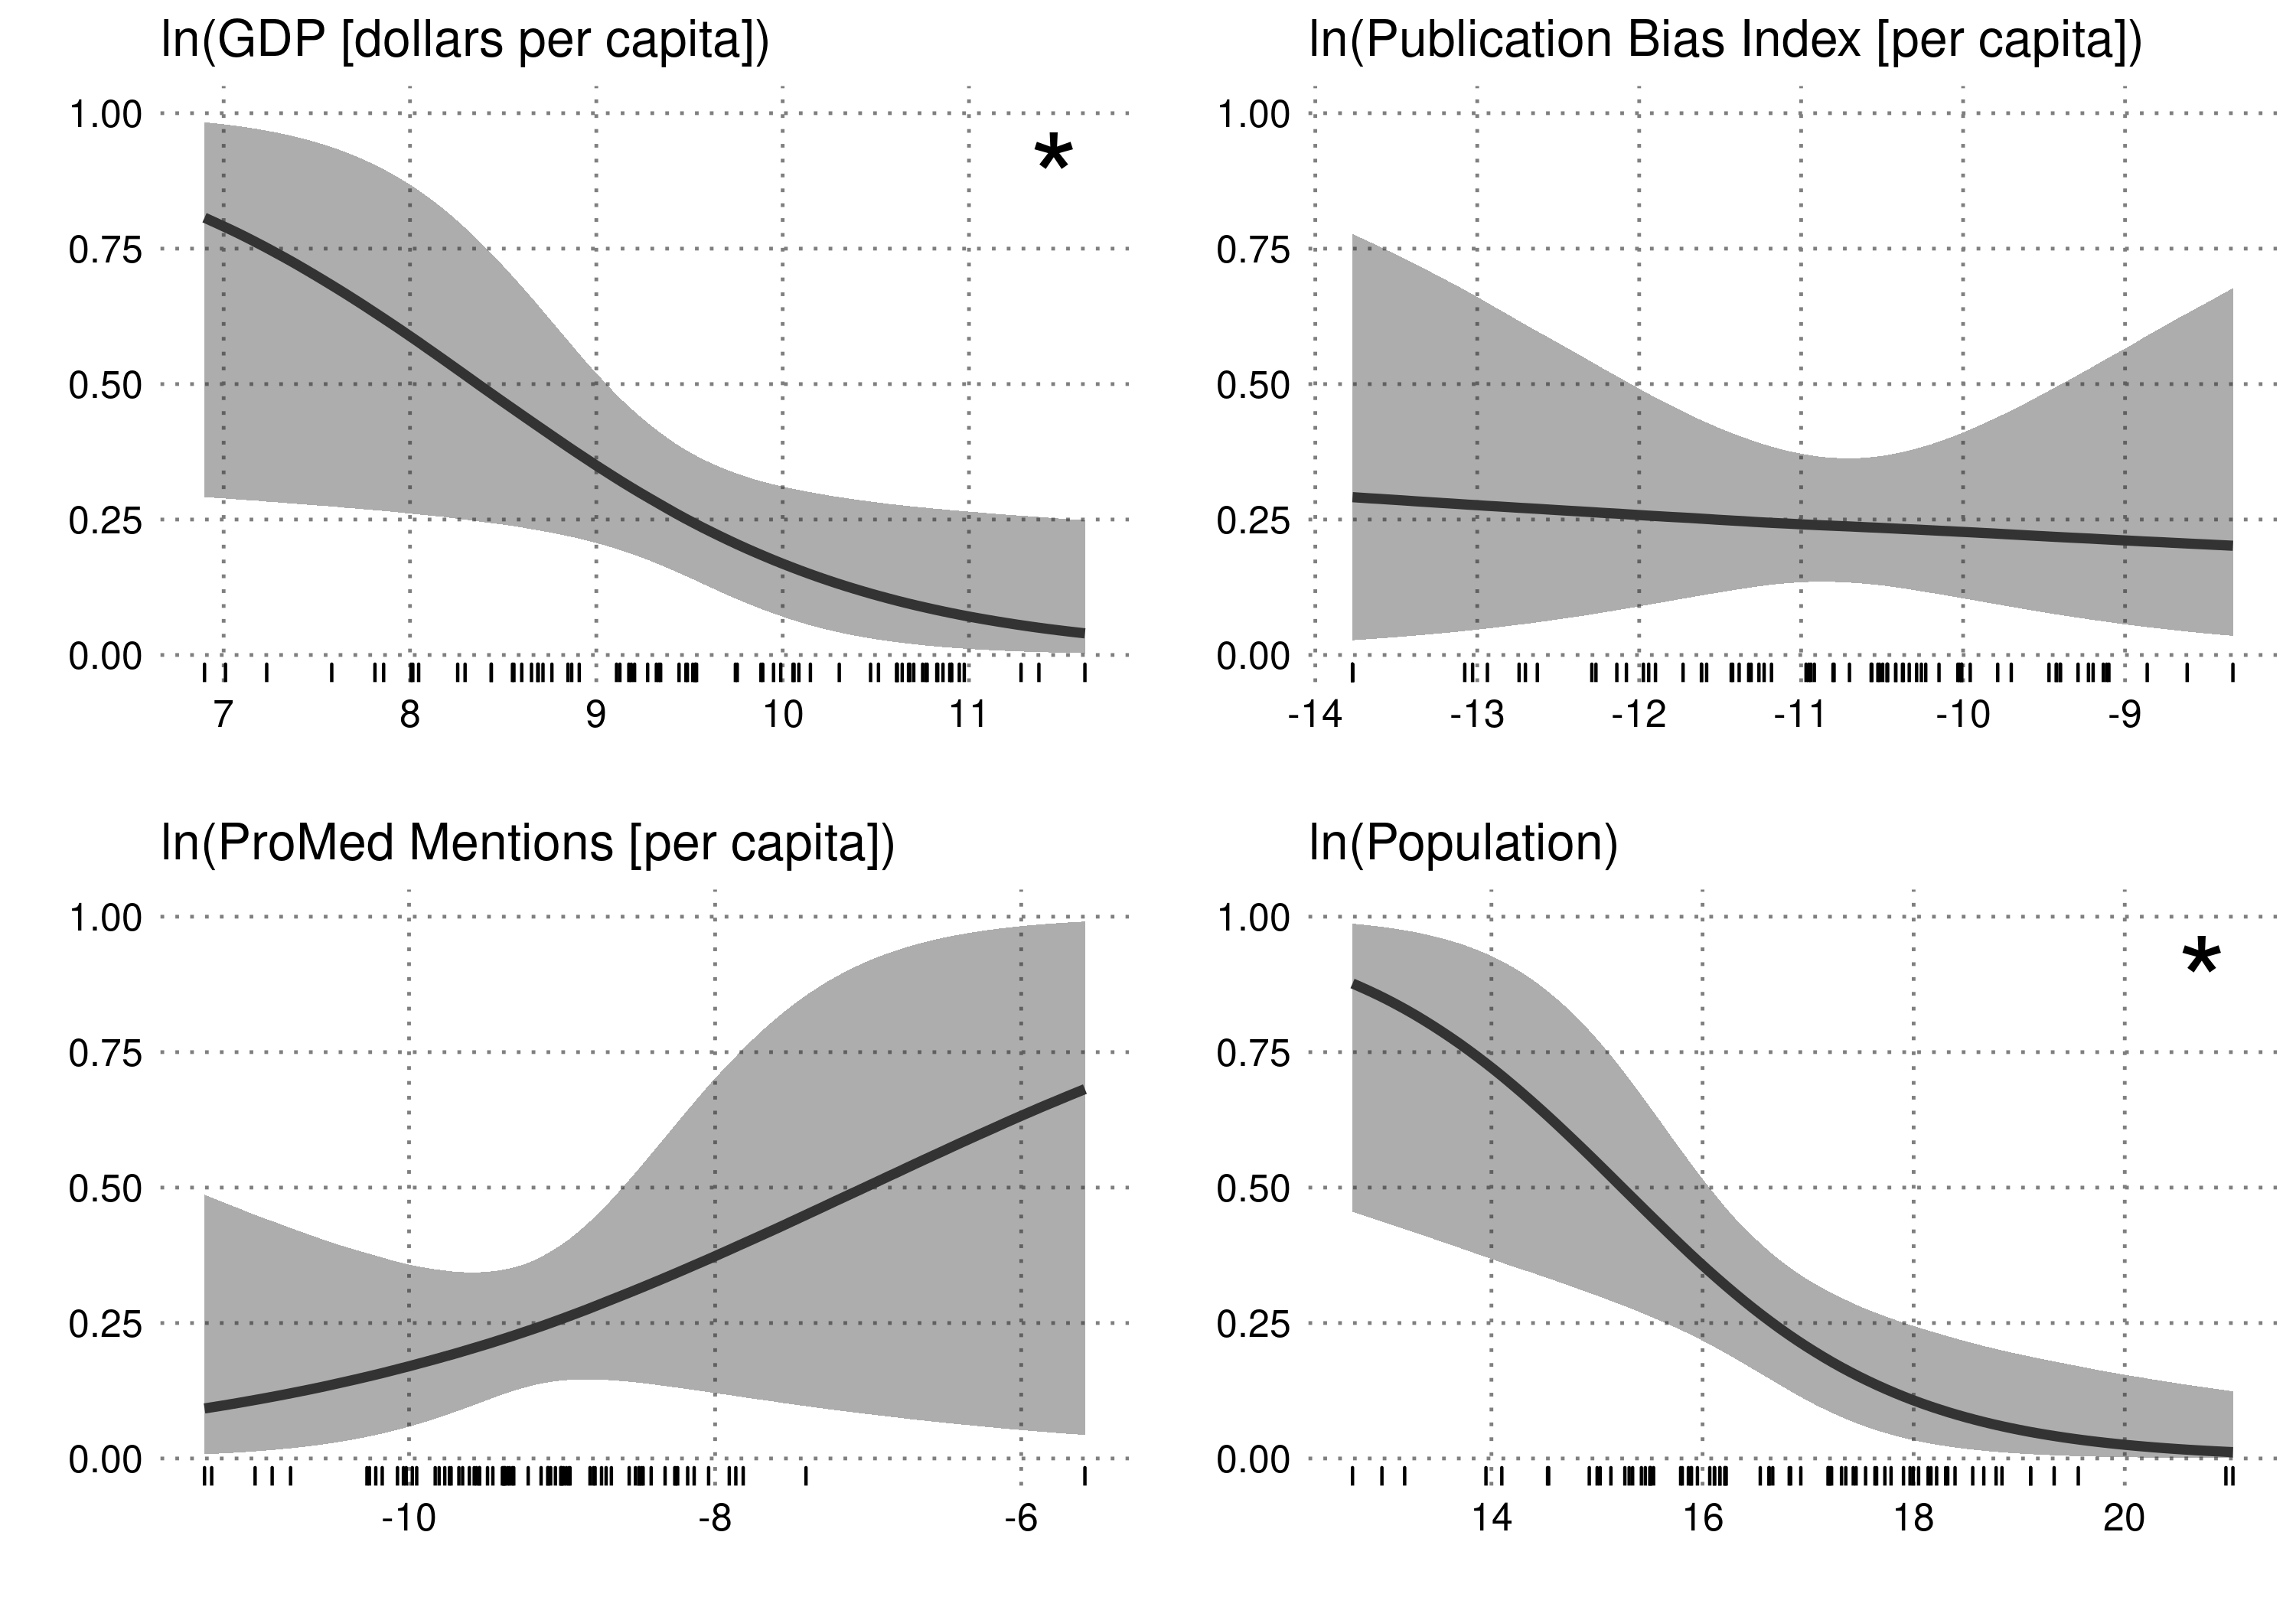 ln(GDP [dollars per capita])
1.00
*
0.75
0.50
0.25
0.00
7 8 9 10 11
ln(Publication Bias Index [per capita])
1.00
0.75
0.50
0.25
0.00
-14 -13 -12 -11 -10 -9
ln(ProMed Mentions [per capita])
1.00
0.75
0.50
0.25
0.00
-10 -8 -6
ln(Population)
1.00
*
0.75
0.50
0.25
0.00
14 16 18 20